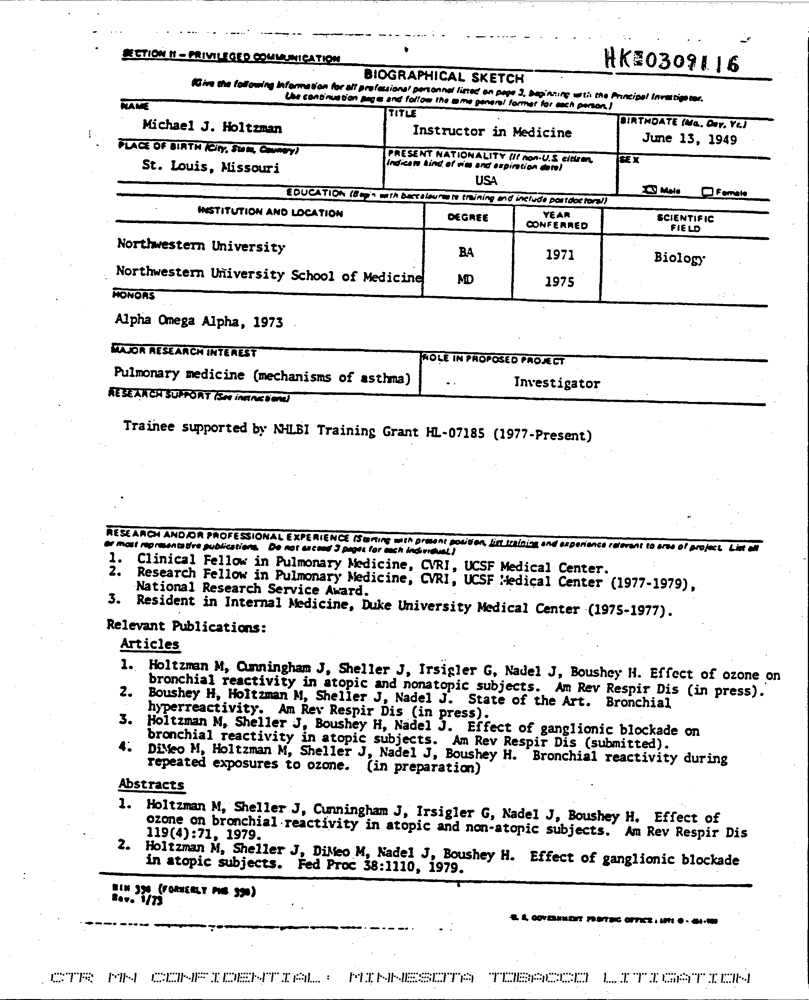 SECTION II - PRIVILEGED COMMUNICATION
HK0309116
BIOGRAPHICAL SKETCH
(Give the following information for all professional personnel listed on page 3, beginning with the Principal Investigator.
Use continuation pages and follow the same general format for each person.)
NAME
Michael J. Holtzman
TITLE
Instructor in Medicine
BIRTHDATE (Mo., Day, Yr.)
June 13, 1949
PLACE OF BIRTH (City, State, Country)
St. Louis, Missouri
PRESENT NATIONALITY (If non-U.S. citizen,
indicate kind of visa and expiration date)
USA
SEX
Male Female
EDUCATION (Begin with baccalaureate training and include postdoctoral)
INSTITUTION AND LOCATION DEGREE YEAR CONFERRED SCIENTIFIC FIELD
Northwestern University BA 1971 Biology
Northwestern University School of Medicine MD 1975
HONORS
Alpha Omega Alpha, 1973
MAJOR RESEARCH INTEREST
Pulmonary medicine (mechanisms of asthma)
ROLE IN PROPOSED PROJECT
Investigator
RESEARCH SUPPORT (See instructions)
Trainee supported by NHLBI Training Grant HL-07185 (1977-Present)
RESEARCH AND/OR PROFESSIONAL EXPERIENCE (Starting with present position, list training and experience relevant to area of project. List all
or most representative publications. Do not exceed 3 pages for each individual.)
1. Clinical Fellow in Pulmonary Medicine, CVRI, UCSF Medical Center.
2. Research Fellow in Pulmonary Medicine, CVRI, UCSF Medical Center (1977-1979),
National Research Service Award.
3. Resident in Internal Medicine, Duke University Medical Center (1975-1977).
Relevant Publications:
Articles
1. Holtzman M, Cunningham J, Sheller J, Irsigler G, Nadel J, Boushey H. Effect of ozone on
bronchial reactivity in atopic and nonatopic subjects. Am Rev Respir Dis (in press).
2. Boushey H, Holtzman M, Sheller J, Nadel J. State of the Art. Bronchial
hyperreactivity. Am Rev Respir Dis (in press).
3. Holtzman M, Sheller J, Boushey H, Nadel J. Effect of ganglionic blockade on
bronchial reactivity in atopic subjects. Am Rev Respir Dis (submitted).
4. DiMeo M, Holtzman M, Sheller J, Nadel J, Boushey H. Bronchial reactivity during
repeated exposures to ozone. (in preparation)
Abstracts
1. Holtzman M, Sheller J, Cunningham J, Irsigler G, Nadel J, Boushey H. Effect of
ozone on bronchial reactivity in atopic and non-atopic subjects. Am Rev Respir Dis
119(4):71, 1979.
2. Holtzman M, Sheller J, DiMeo M, Nadel J, Boushey H. Effect of ganglionic blockade
in atopic subjects. Fed Proc 38:1110, 1979.
NIH 398 (FORMERLY PHS 398)
Rev. 1/73
U. S. GOVERNMENT PRINTING OFFICE :
CTR MN CONFIDENTIAL: MINNESOTA TOBACCO LITIGATION